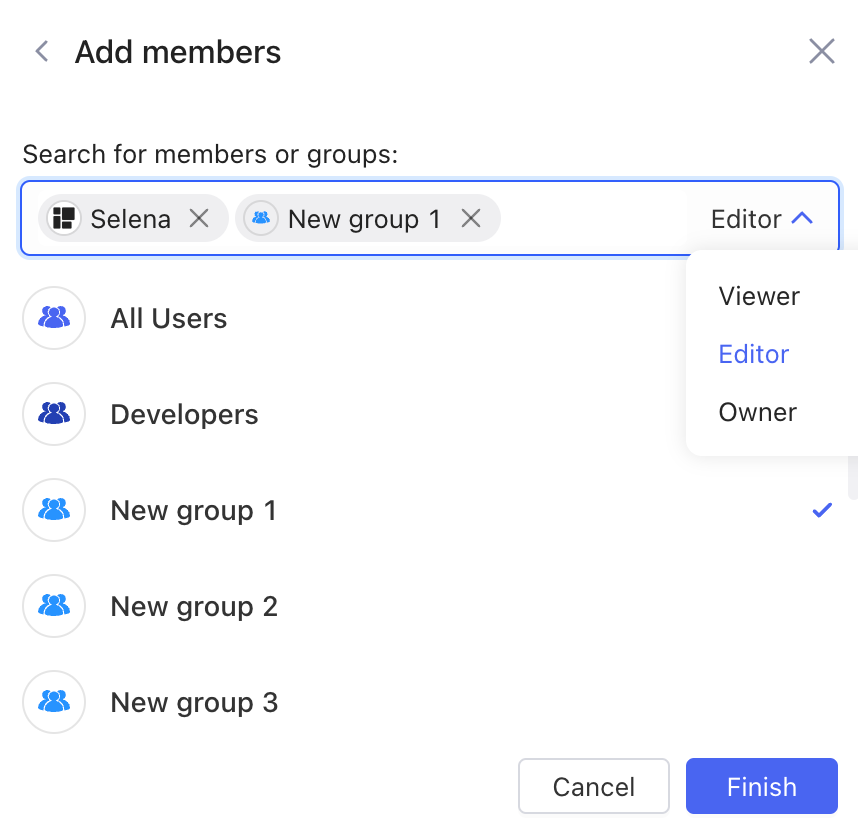 Add members
Search for members or groups:
Selena New group 1 Editor
Viewer
Editor
Owner
All Users
Developers
New group 1
New group 2
New group 3
Cancel Finish